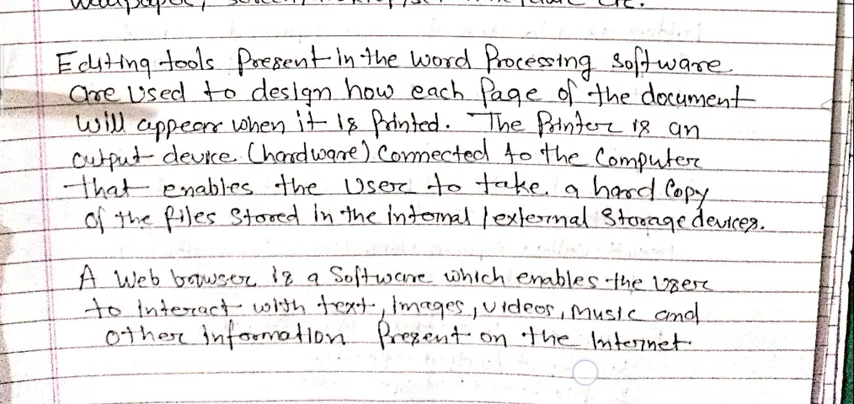 Editing tools Present in the word Processing Software
are used to design how each Page of the document
will appear when it is Printed. The Printer is an
output device (hardware) Connected to the Computer
that enables the User to take a hard Copy
of the files Stored in the internal / external Storage devices.
A Web bowser is a Software which enables the User
to interact with text, Images, videos, Music and
other information Present on the Internet